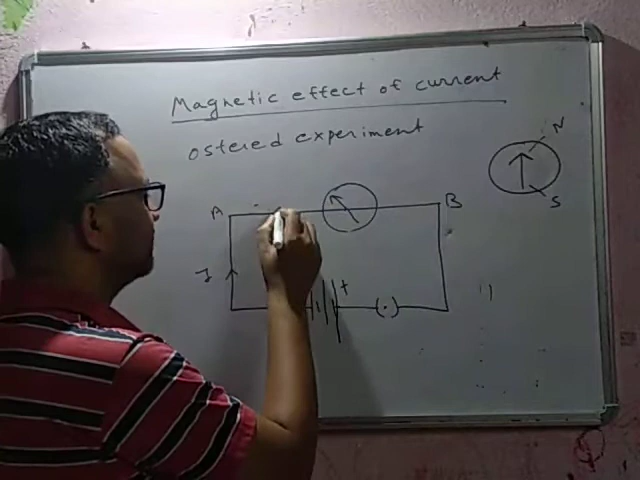 Magnetic effect of current
ostered experiment
N
S
A
B
I
+